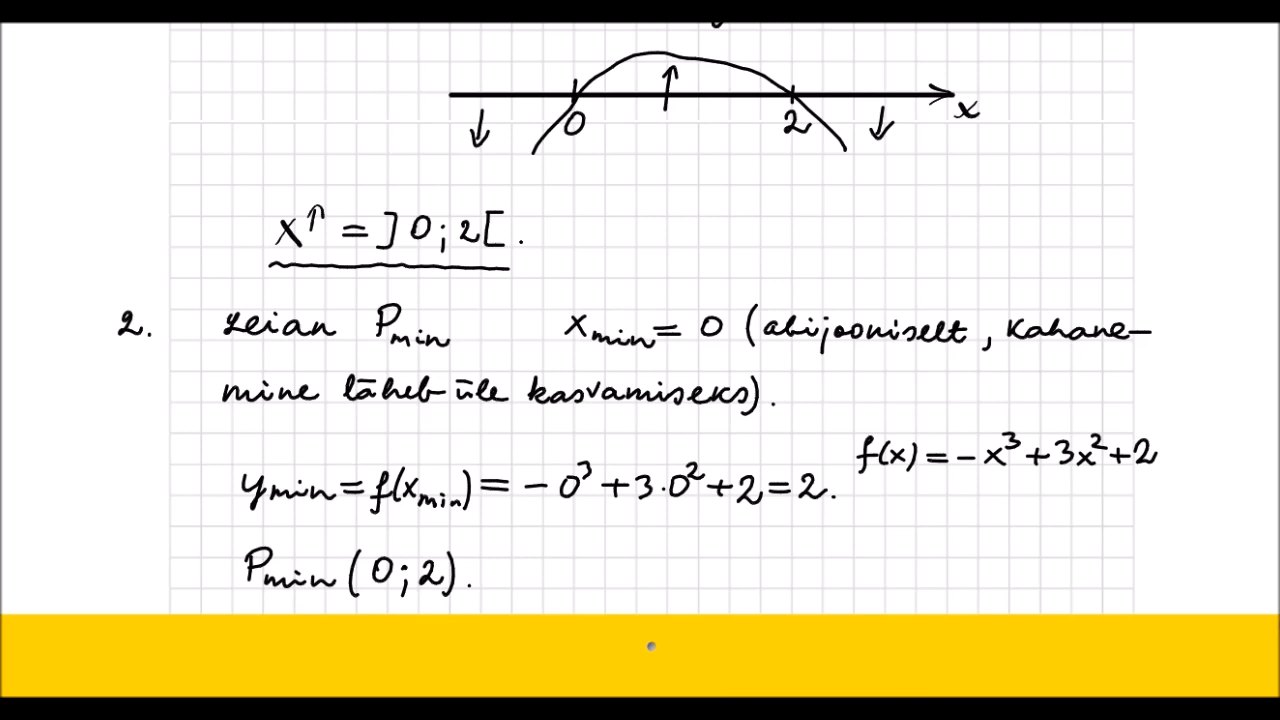 0 2 x
x↑ = ]0;2[.
2. Leian Pmin xmin = 0 (abijooniselt, kahane-
mine läheb üle kasvamiseks).
f(x) = -x³ + 3x² + 2
ymin = f(xmin) = -0³ + 3·0² + 2 = 2.
Pmin (0;2).